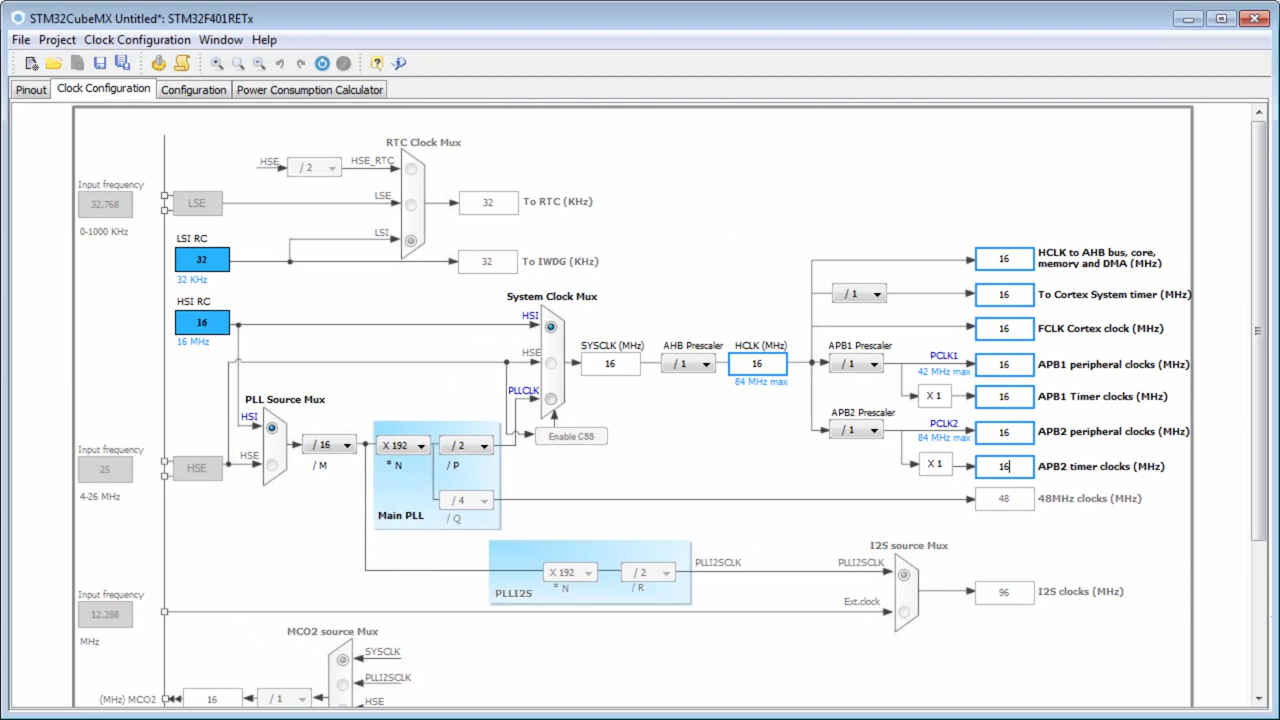 STM32CubeMX Untitled*: STM32F401RETx
File Project Clock Configuration Window Help
Pinout Clock Configuration Configuration Power Consumption Calculator
RTC Clock Mux
HSE / 2 HSE_RTC
Input frequency
32.768 LSE LSE 32 To RTC (KHz)
0-1000 KHz
LSI RC LSI
32 32 To IWDG (KHz)
32 KHz
16 HCLK to AHB bus, core, memory and DMA (MHz)
/ 1 16 To Cortex System timer (MHz)
HSI RC System Clock Mux
16 HSI 16 FCLK Cortex clock (MHz)
16 MHz
HSE SYSCLK (MHz) AHB Prescaler HCLK (MHz) APB1 Prescaler PCLK1
16 / 1 16 / 1 16 APB1 peripheral clocks (MHz)
84 MHz max 42 MHz max
PLLCLK X 1 16 APB1 Timer clocks (MHz)
PLL Source Mux APB2 Prescaler
HSI PCLK2
/ 1 16 APB2 peripheral clocks (MHz)
Enable CSS 84 MHz max
/ 16 X 192 / 2
Input frequency HSE / M * N / P X 1 16 APB2 timer clocks (MHz)
25 HSE
4-26 MHz
/ 4 48 48MHz clocks (MHz)
Main PLL / Q
I2S source Mux
PLLI2SCLK PLLI2SCLK
X 192 / 2
PLLI2S * N / R 96 I2S clocks (MHz)
Input frequency Ext.clock
12.288
MHz
MCO2 source Mux
SYSCLK
PLLI2SCLK
(MHz) MCO2 16 / 1 HSE